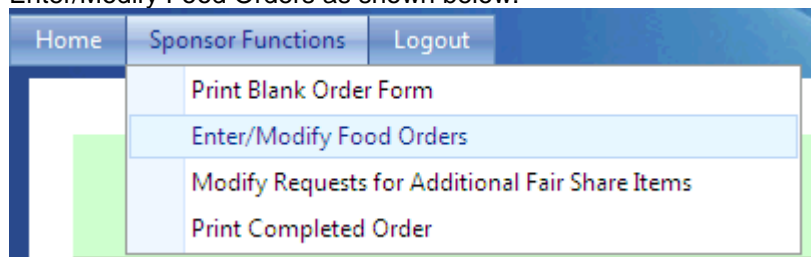 Enter/Modify Food Orders as shown below.
Home Sponsor Functions Logout
Print Blank Order Form
Enter/Modify Food Orders
Modify Requests for Additional Fair Share Items
Print Completed Order